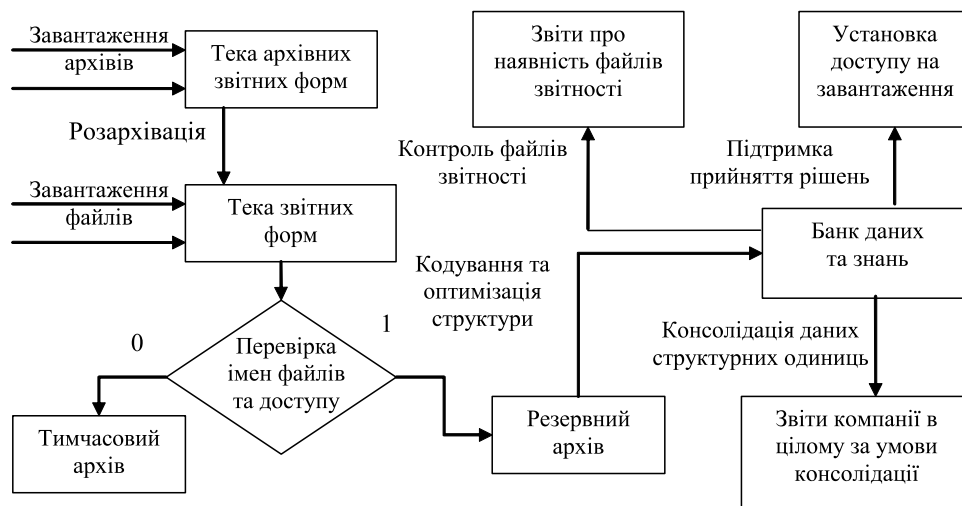 Завантаження
архівів
Тека архівних
звітних форм
Розархівація
Завантаження
файлів
Тека звітних
форм
0
1
Перевірка
імен файлів
та доступу
Тимчасовий
архів
Резервний
архів
Кодування та
оптимізація
структури
Звіти про
наявність файлів
звітності
Контроль файлів
звітності
Установка
доступу на
завантаження
Підтримка
прийняття рішень
Банк даних
та знань
Консолідація даних
структурних одиниць
Звіти компанії в
цілому за умови
консолідації